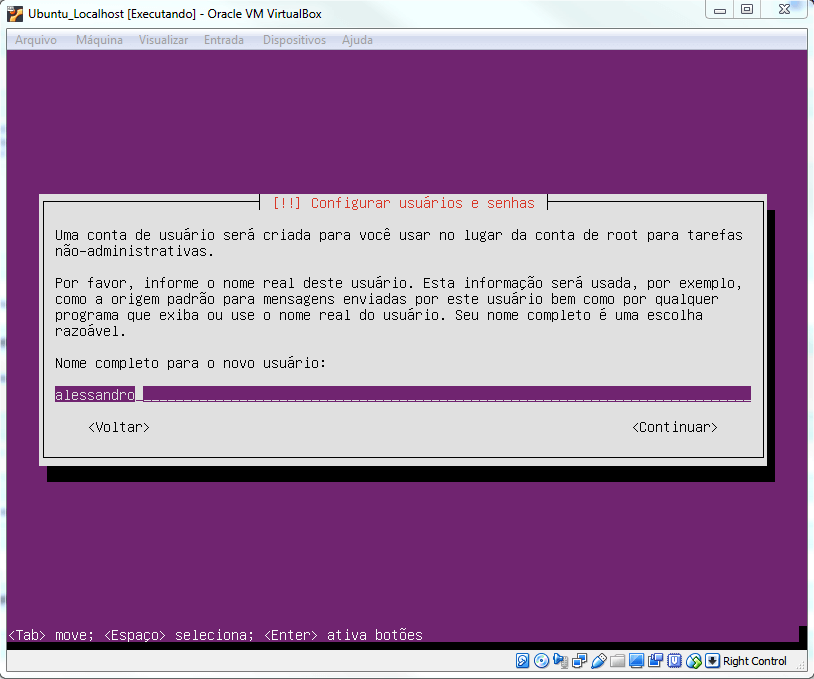 Ubuntu_Localhost [Executando] - Oracle VM VirtualBox
Arquivo Máquina Visualizar Entrada Dispositivos Ajuda
[!!] Configurar usuários e senhas
Uma conta de usuário será criada para você usar no lugar da conta de root para tarefas
não-administrativas.
Por favor, informe o nome real deste usuário. Esta informação será usada, por exemplo,
como a origem padrão para mensagens enviadas por este usuário bem como por qualquer
programa que exiba ou use o nome real do usuário. Seu nome completo é uma escolha
razoável.
Nome completo para o novo usuário:
alessandro
<Voltar> <Continuar>
<Tab> move; <Espaço> seleciona; <Enter> ativa botões
Right Control